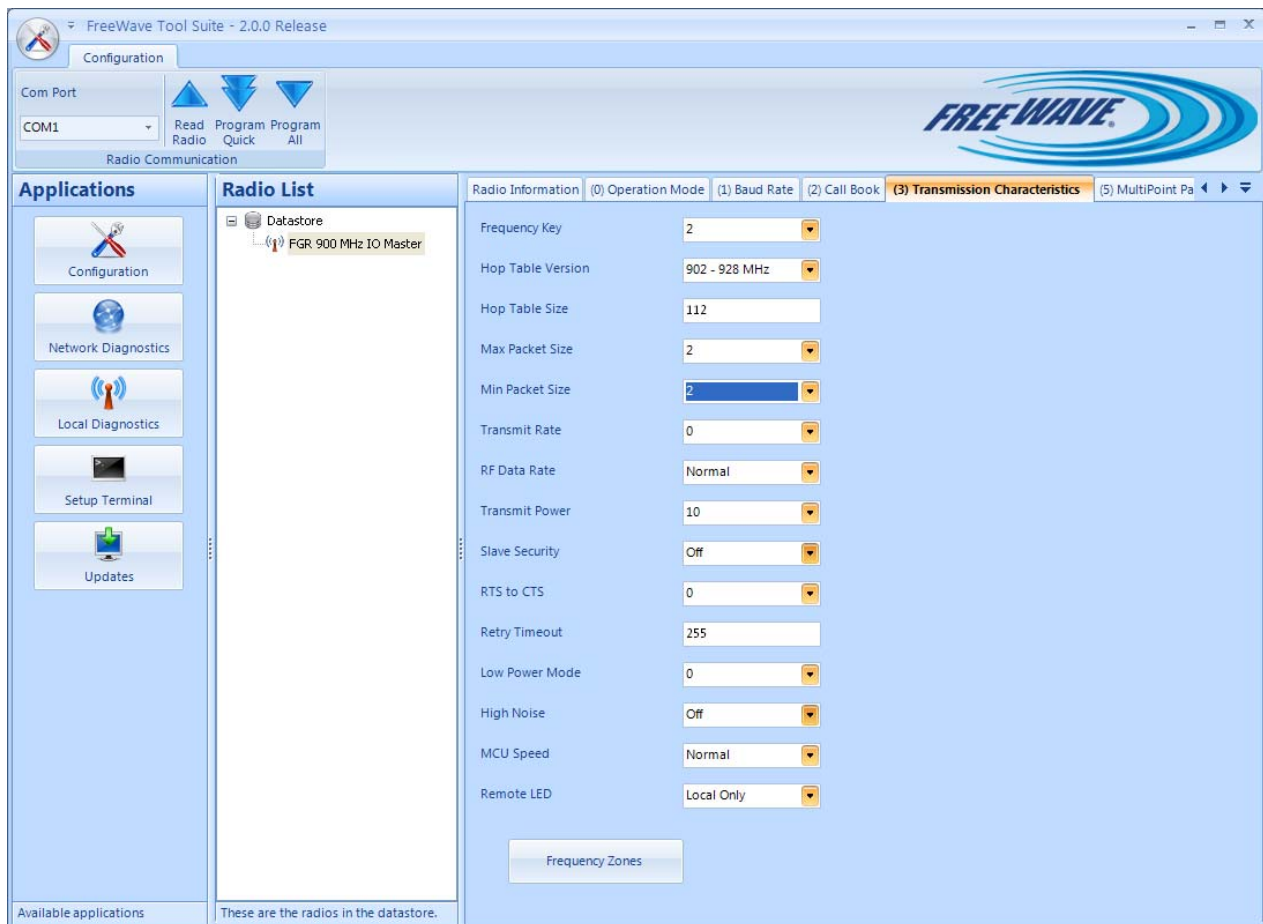 FreeWave Tool Suite - 2.0.0 Release
Configuration
Com Port
COM1
Read Radio
Program Quick
Program All
Radio Communication
FREEWAVE®
Applications
Configuration
Network Diagnostics
Local Diagnostics
Setup Terminal
Updates
Available applications
Radio List
Datastore
FGR 900 MHz IO Master
These are the radios in the datastore.
Radio Information
(0) Operation Mode
(1) Baud Rate
(2) Call Book
(3) Transmission Characteristics
(5) MultiPoint Pa
Frequency Key 2
Hop Table Version 902 - 928 MHz
Hop Table Size 112
Max Packet Size 2
Min Packet Size 2
Transmit Rate 0
RF Data Rate Normal
Transmit Power 10
Slave Security Off
RTS to CTS 0
Retry Timeout 255
Low Power Mode 0
High Noise Off
MCU Speed Normal
Remote LED Local Only
Frequency Zones